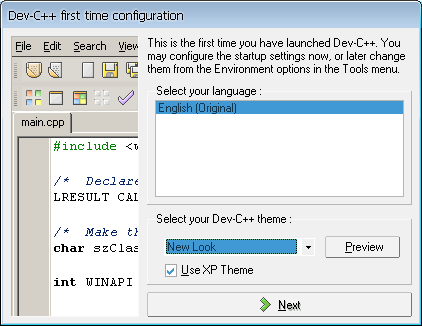 Dev-C++ first time configuration
File Edit Search View
main.cpp
#include <w
/* Declare
LRESULT CAL
/* Make th
char szClas
int WINAPI
This is the first time you have launched Dev-C++. You
may configure the startup settings now, or later change
them from the Environment options in the Tools menu.
Select your language :
English (Original)
Select your Dev-C++ theme :
New Look
Preview
Use XP Theme
Next